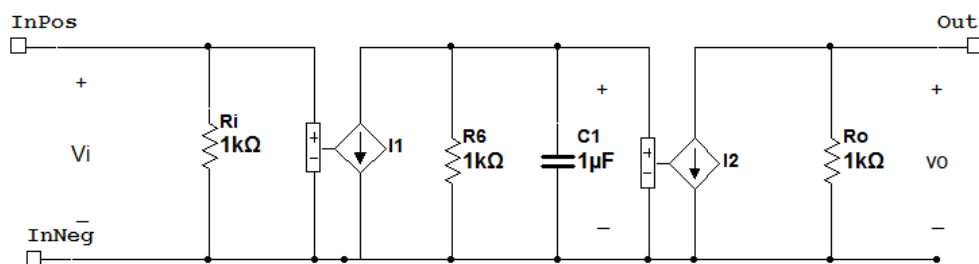 InPos
Out
+
Ri
1kΩ
Vi
−
+
−
I1
R6
1kΩ
C1
1μF
+
−
+
−
I2
Ro
1kΩ
+
vo
−
InNeg